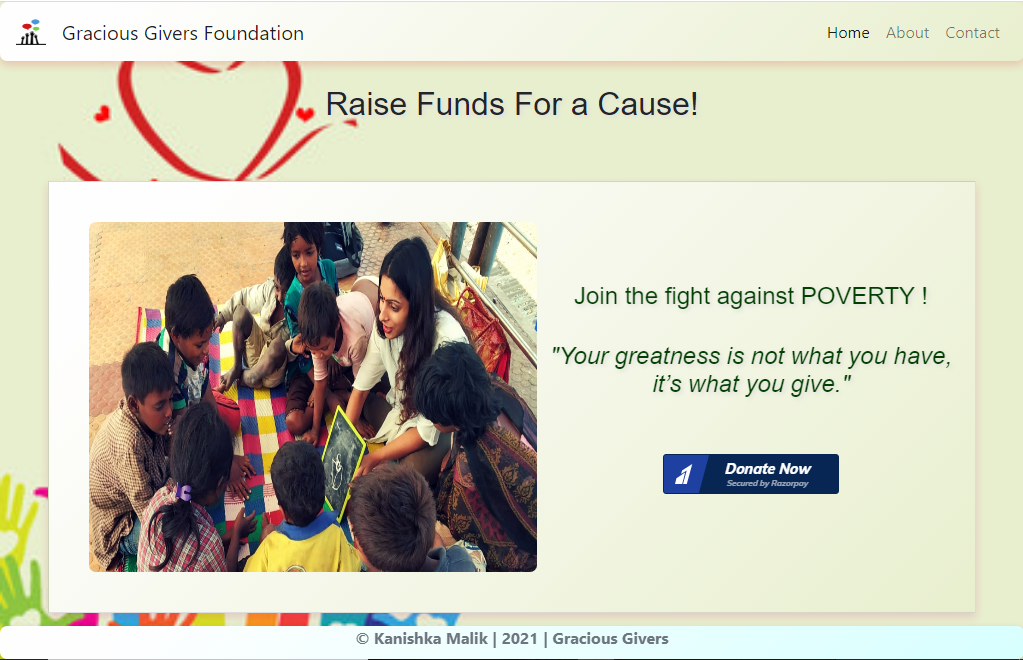 Gracious Givers Foundation
Home About Contact
Raise Funds For a Cause!
Join the fight against POVERTY !
"Your greatness is not what you have,
it’s what you give."
Donate Now
Secured by Razorpay
© Kanishka Malik | 2021 | Gracious Givers